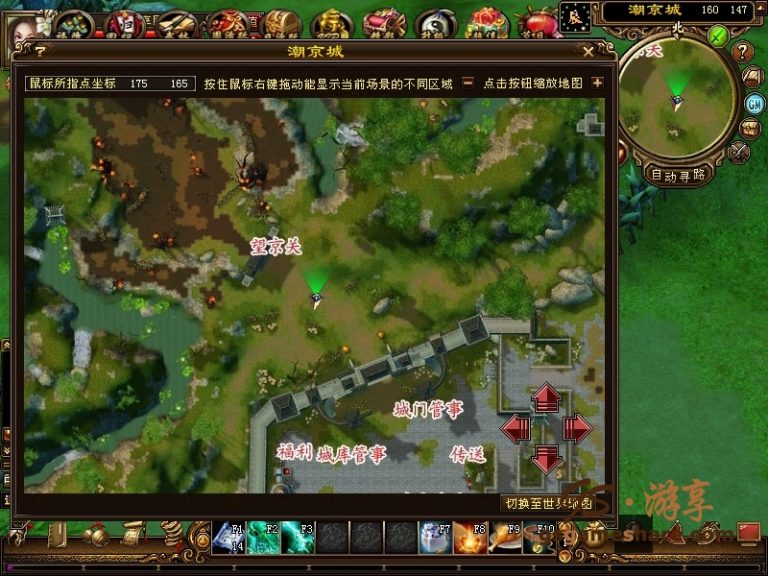 潮京城 160 147
北
?
潮京城
鼠标所指点坐标 175 165
按住鼠标右键拖动能显示当前场景的不同区域
点击按钮缩放地图
GM
自动寻路
望京关
城门管事
福利 城库管事
传送
切换至世界地图
游享
F1 F2 F3 F7 F8 F9 F10
14